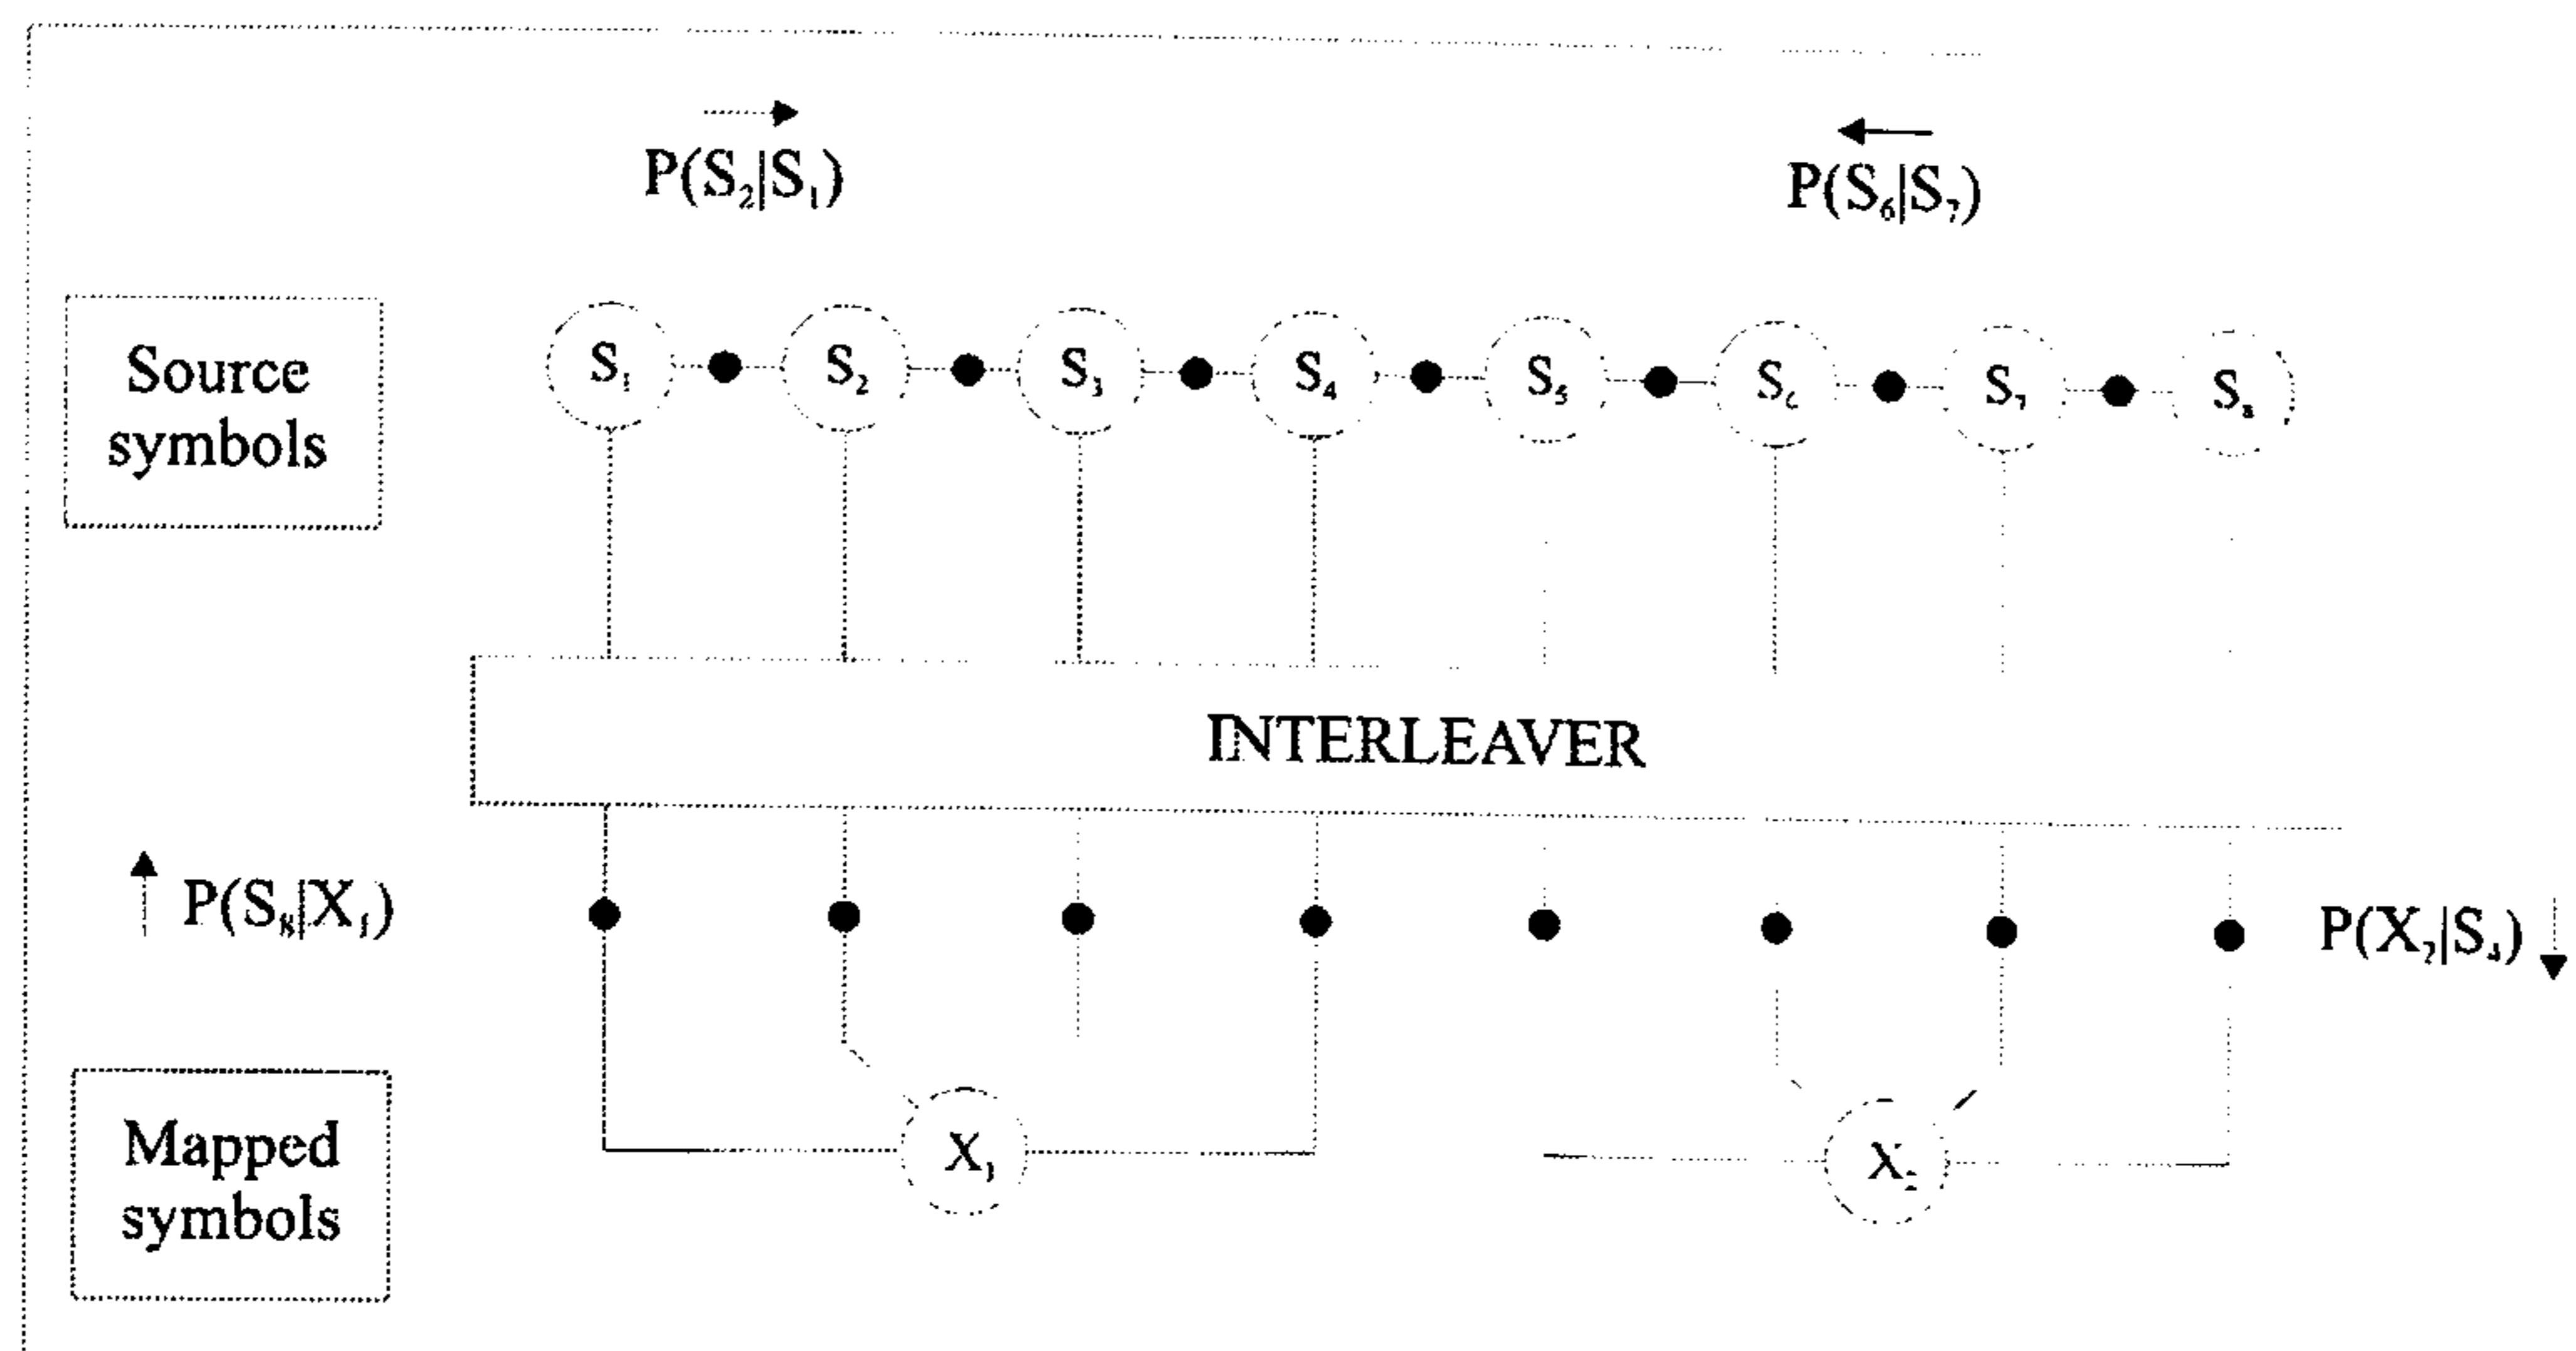 P(S₂|S₁)
P(S₆|S₇)
Source
symbols
S₁ S₂ S₃ S₄ S₅ S₆ S₇ S₈
INTERLEAVER
P(S₈|X₁)
P(X₂|S₄)
Mapped
symbols
X₁ X₂